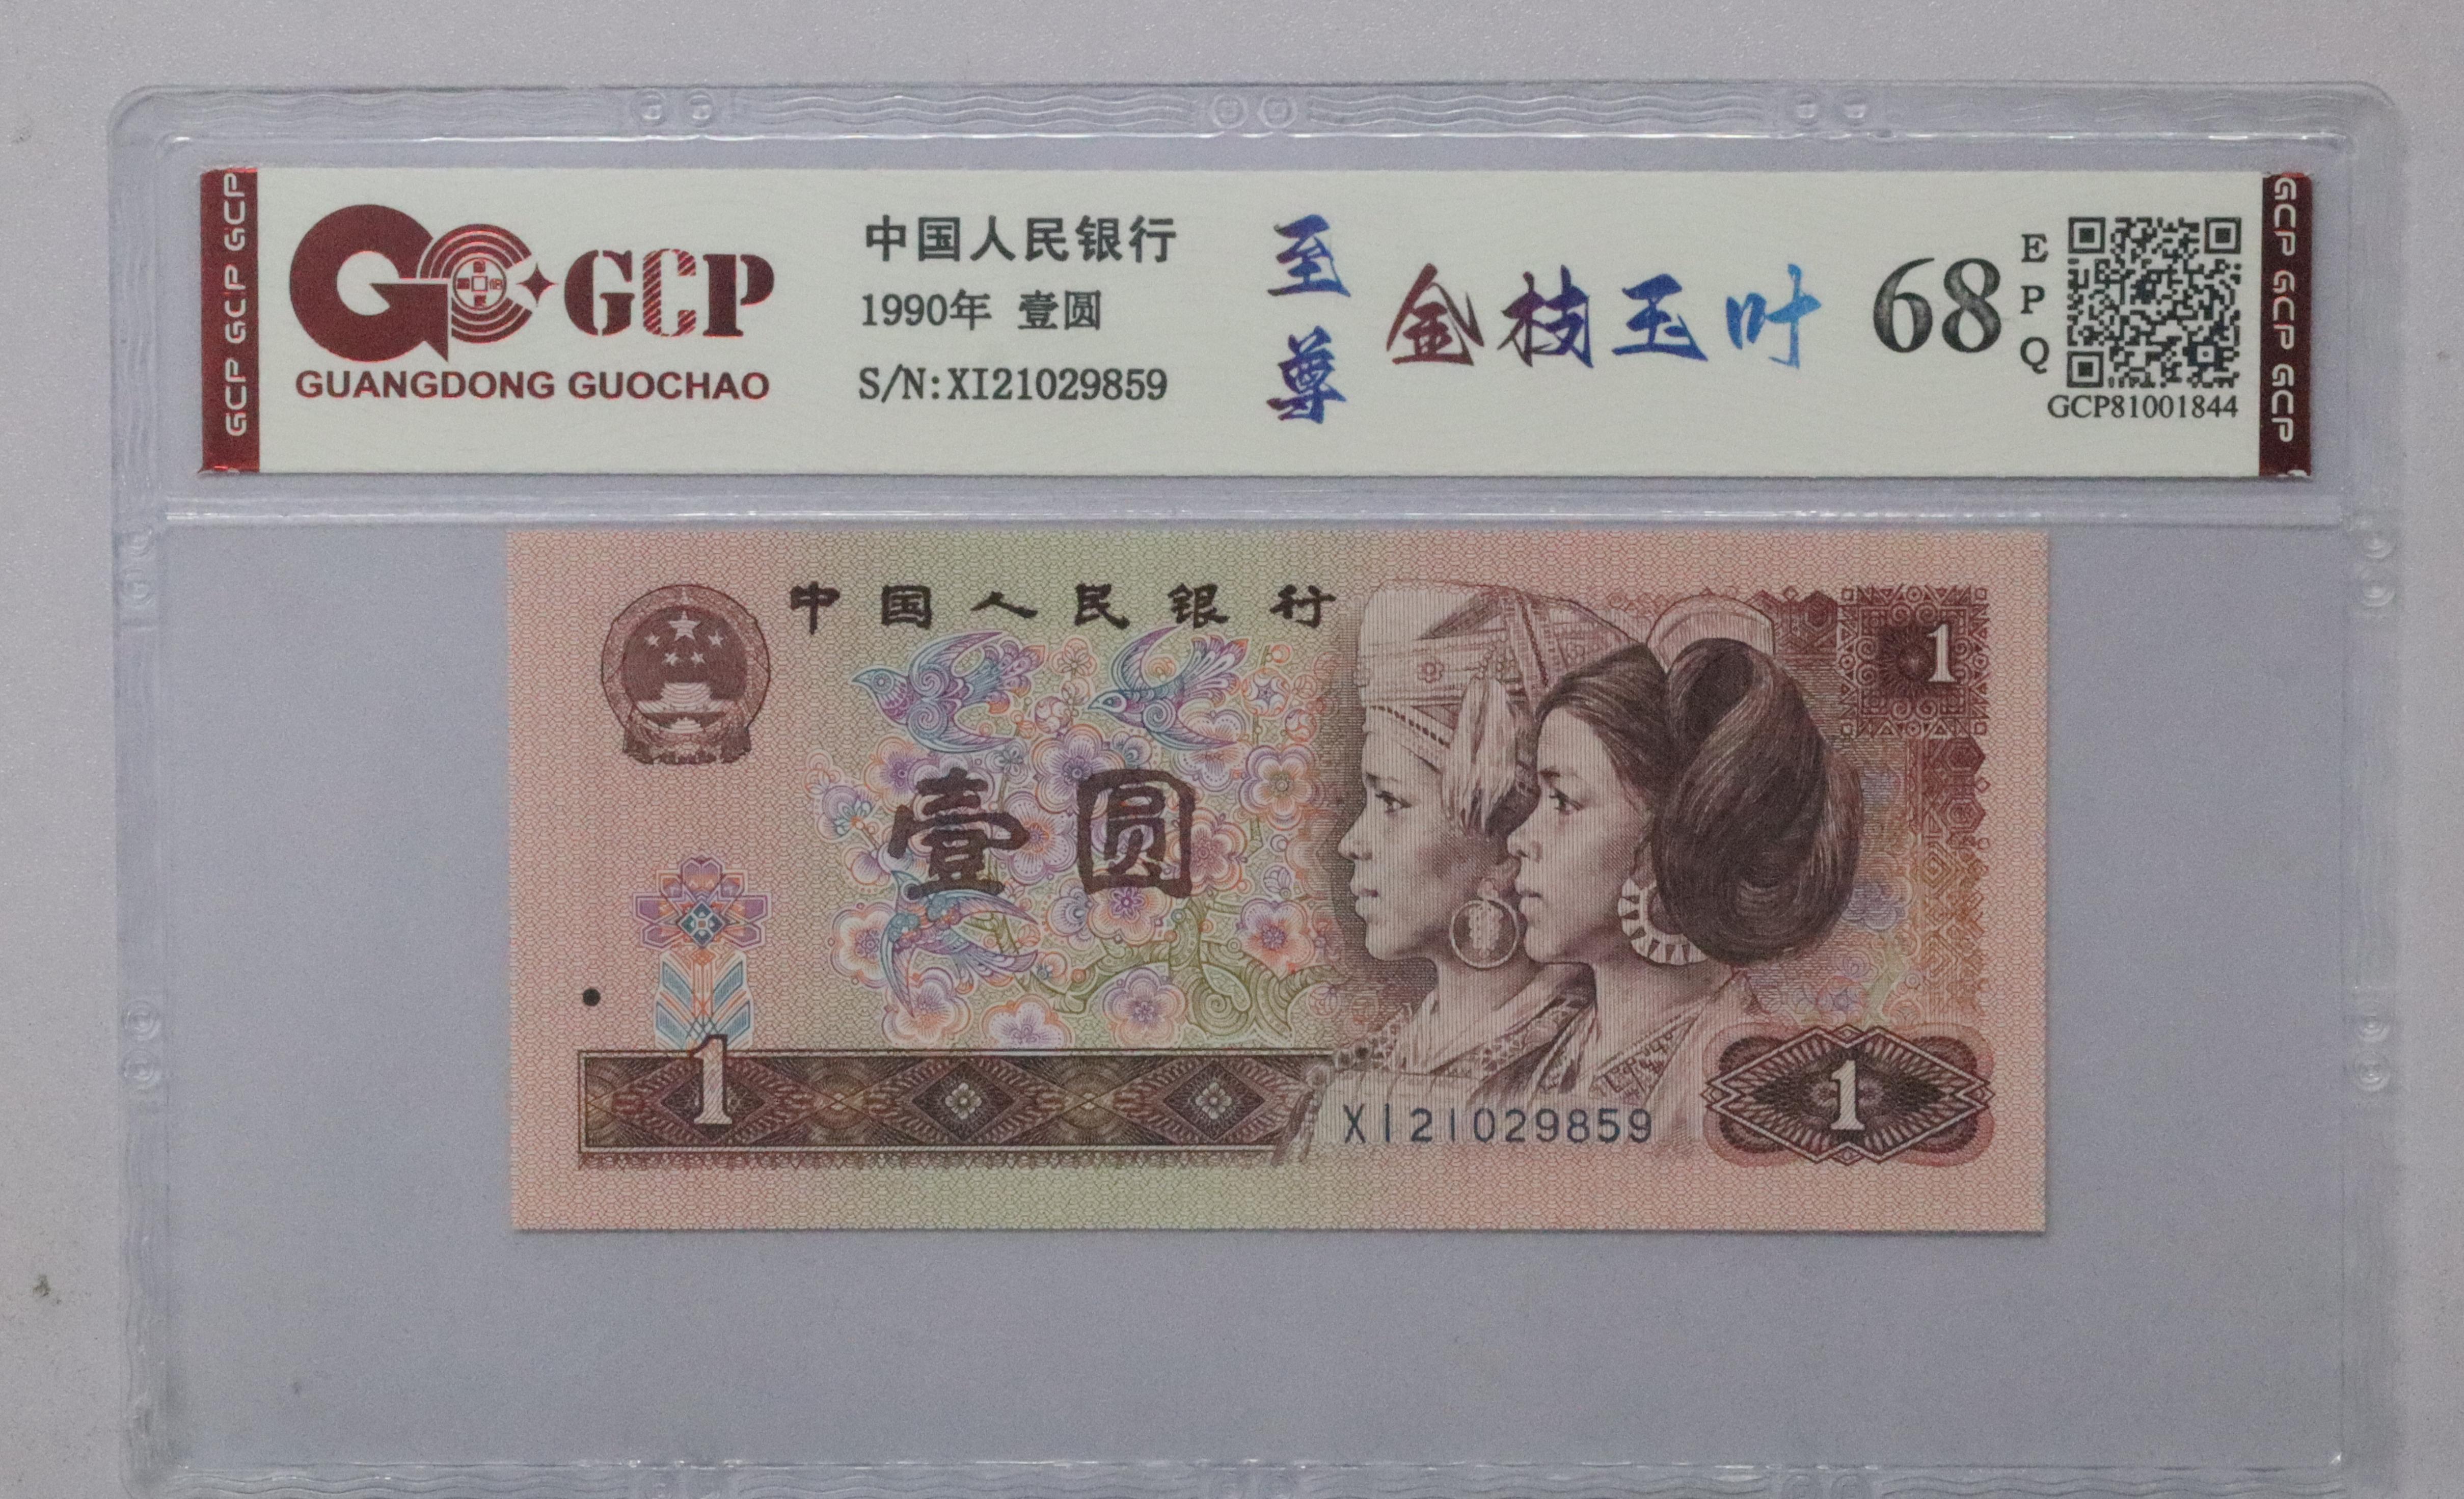 GCP GCP GCP
GCP
GUANGDONG GUOCHAO
中国人民银行
1990年 壹圆
S/N:XI21029859
至尊
金枝玉叶
68
EPQ
GCP81001844
GCP GCP GCP
中国人民银行
1
壹圆
1
XI21029859
1